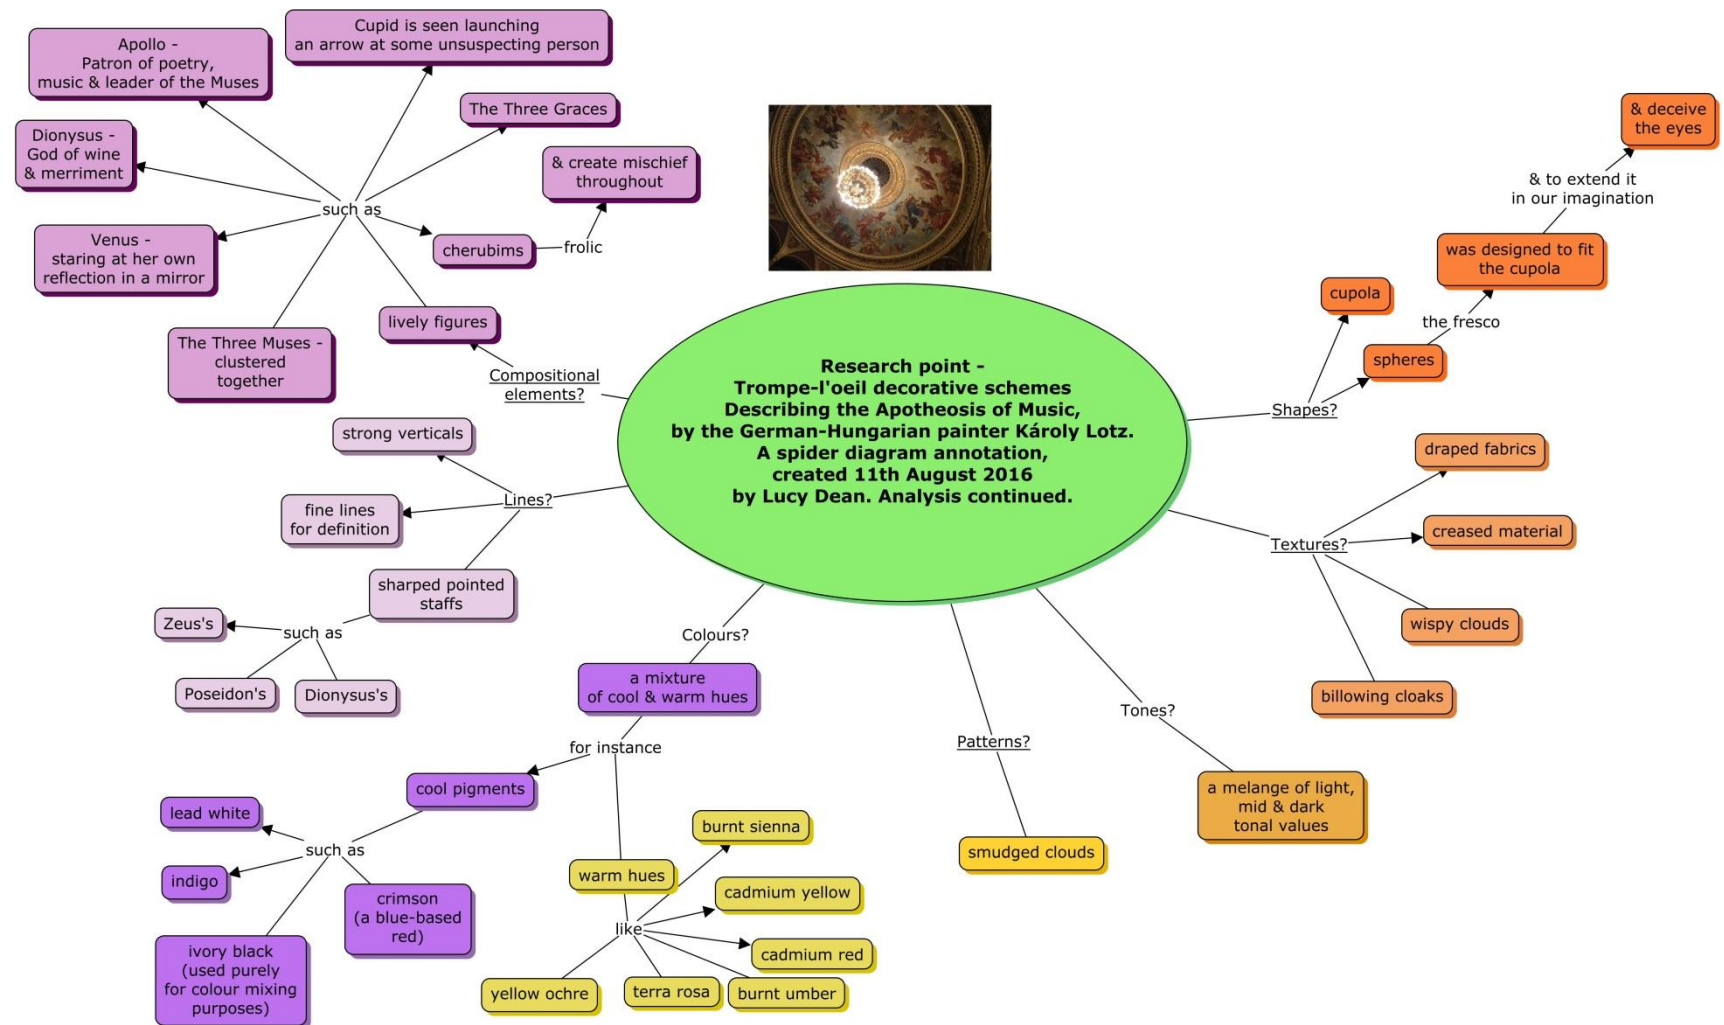 Cupid is seen launching
an arrow at some unsuspecting person
Apollo -
Patron of poetry,
music & leader of the Muses
The Three Graces
Dionysus -
God of wine
& merriment
& create mischief
throughout
such as
Venus -
staring at her own
reflection in a mirror
cherubims
frolic
lively figures
The Three Muses -
clustered
together
Compositional
elements?
& deceive
the eyes
& to extend it
in our imagination
was designed to fit
the cupola
cupola
the fresco
spheres
Shapes?
Research point -
Trompe-l'oeil decorative schemes
Describing the Apotheosis of Music,
by the German-Hungarian painter Károly Lotz.
A spider diagram annotation,
created 11th August 2016
by Lucy Dean. Analysis continued.
strong verticals
Lines?
fine lines
for definition
sharped pointed
staffs
Zeus's
such as
Poseidon's
Dionysus's
draped fabrics
creased material
Textures?
wispy clouds
billowing cloaks
Colours?
a mixture
of cool & warm hues
for instance
cool pigments
lead white
such as
indigo
crimson
(a blue-based
red)
ivory black
(used purely
for colour mixing
purposes)
warm hues
burnt sienna
cadmium yellow
like
cadmium red
yellow ochre
terra rosa
burnt umber
Patterns?
smudged clouds
Tones?
a melange of light,
mid & dark
tonal values